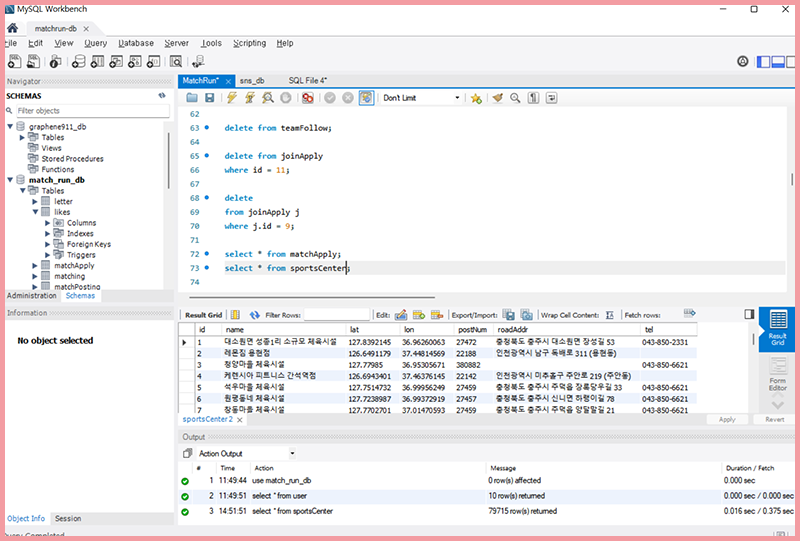 MySQL Workbench
matchrun-db
File Edit View Query Database Server Tools Scripting Help
Navigator
SCHEMAS
Filter objects
graphene911_db
Tables
Views
Stored Procedures
Functions
match_run_db
Tables
letter
likes
Columns
Indexes
Foreign Keys
Triggers
matchApply
matching
matchPosting
Administration Schemas
Information
No object selected
Object Info Session
Query Completed
MatchRun* sns_db SQL File 4*
Don't Limit
62
63 delete from teamFollow;
64
65 delete from joinApply
66 where id = 11;
67
68 delete
69 from joinApply j
70 where j.id = 9;
71
72 select * from matchApply;
73 select * from sportsCenter;
74
Result Grid Filter Rows: Edit: Export/Import: Wrap Cell Content: Fetch rows:
id name lat lon postNum roadAddr tel
1 대소원면 성종1리 소규모 체육시설 127.8392145 36.96260063 27472 충청북도 충주시 대소원면 장성길 53 043-850-2331
2 레몬짐 용현점 126.6491179 37.44814569 22188 인천광역시 남구 독배로 311 (용현동)
3 청양마을 체육시설 127.77985 36.95305671 380882 043-850-6621
4 커렌시아 피트니스 간석역점 126.6943401 37.46376145 22142 인천광역시 미추홀구 주안로 219 (주안동)
5 석우마을 체육시설 127.7514732 36.99956249 27459 충청북도 충주시 주덕읍 장록당우길 33 043-850-6621
6 원평동네 체육시설 127.7238987 36.99372919 27457 충청북도 충주시 신니면 하평이길 78 043-850-6621
7 창동마을 체육시설 127.7702701 37.01470593 27459 충청북도 충주시 주덕읍 양달말길 21 043-850-6621
Result Grid
Form Editor
sportsCenter 2 Apply Revert
Output
Action Output
# Time Action Message Duration / Fetch
1 11:49:44 use match_run_db 0 row(s) affected 0.000 sec
2 11:49:51 select * from user 10 row(s) returned 0.000 sec / 0.000 sec
3 14:51:51 select * from sportsCenter 79715 row(s) returned 0.016 sec / 0.375 sec